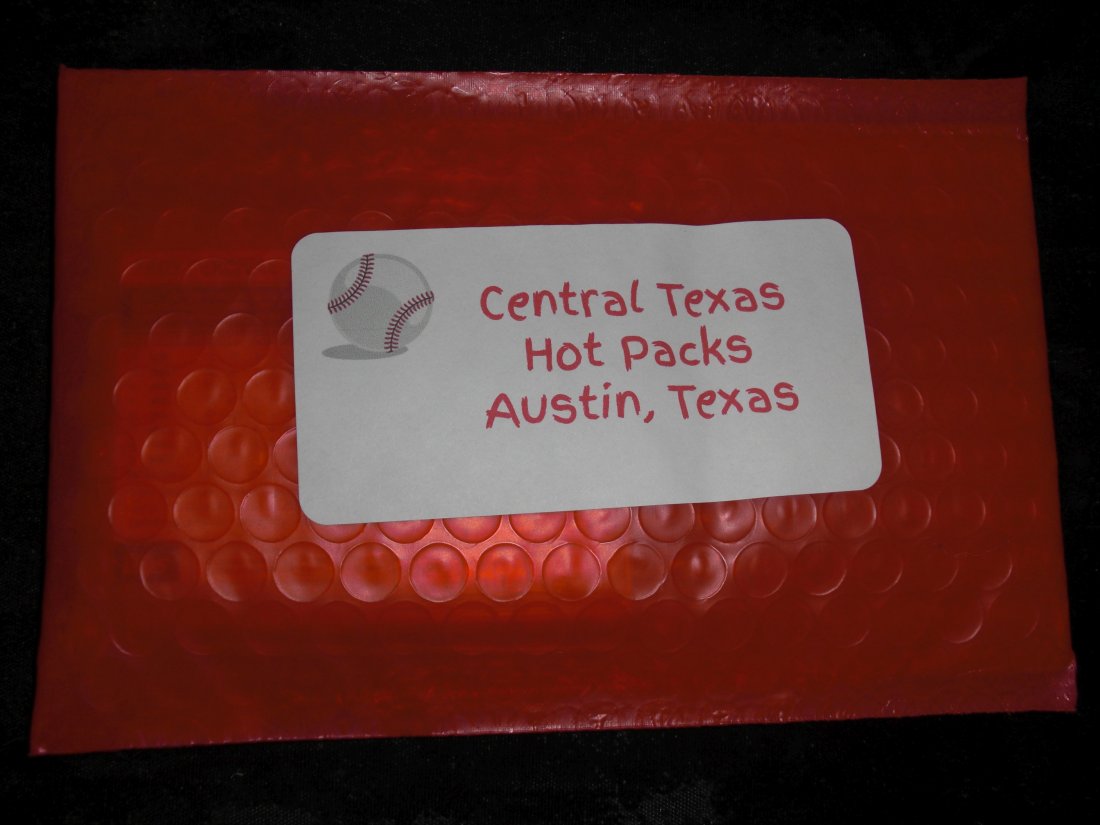 Central Texas
Hot Packs
Austin, Texas